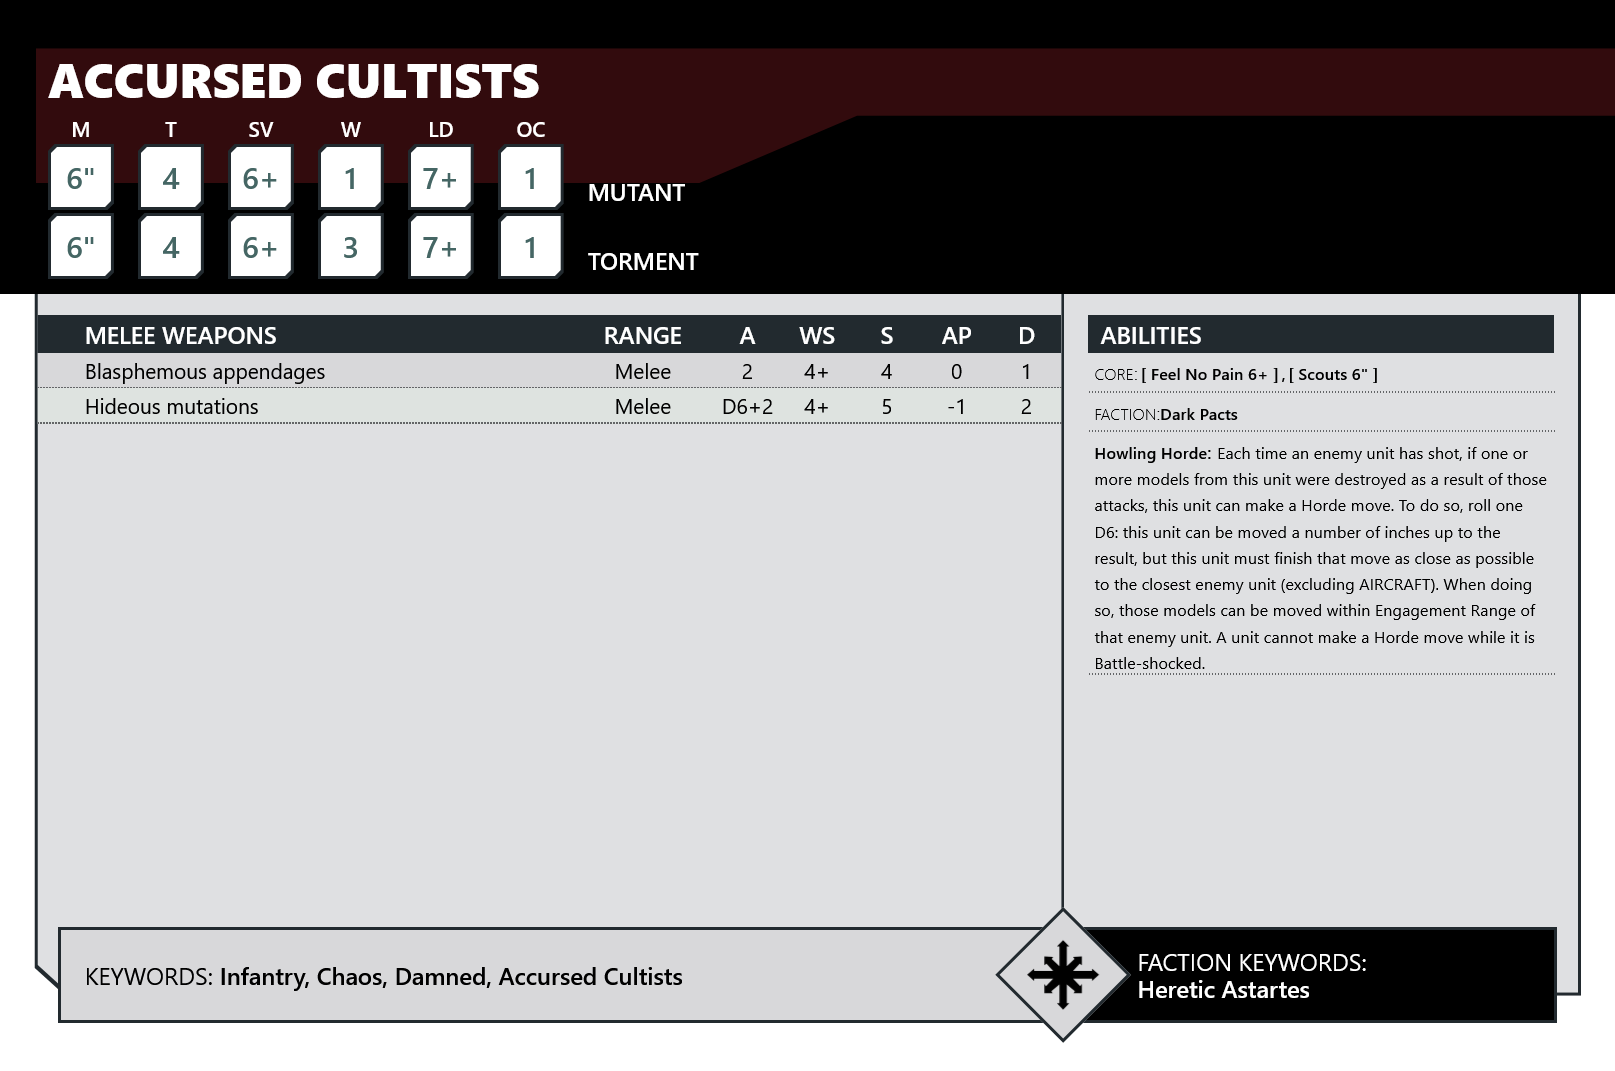 ACCURSED CULTISTS
M T SV W LD OC
6" 4 6+ 1 7+ 1 MUTANT
6" 4 6+ 3 7+ 1 TORMENT
MELEE WEAPONS RANGE A WS S AP D
Blasphemous appendages Melee 2 4+ 4 0 1
Hideous mutations Melee D6+2 4+ 5 -1 2
ABILITIES
CORE: [ Feel No Pain 6+ ] , [ Scouts 6" ]
FACTION:Dark Pacts
Howling Horde: Each time an enemy unit has shot, if one or
more models from this unit were destroyed as a result of those
attacks, this unit can make a Horde move. To do so, roll one
D6: this unit can be moved a number of inches up to the
result, but this unit must finish that move as close as possible
to the closest enemy unit (excluding AIRCRAFT). When doing
so, those models can be moved within Engagement Range of
that enemy unit. A unit cannot make a Horde move while it is
Battle-shocked.
KEYWORDS: Infantry, Chaos, Damned, Accursed Cultists
FACTION KEYWORDS:
Heretic Astartes